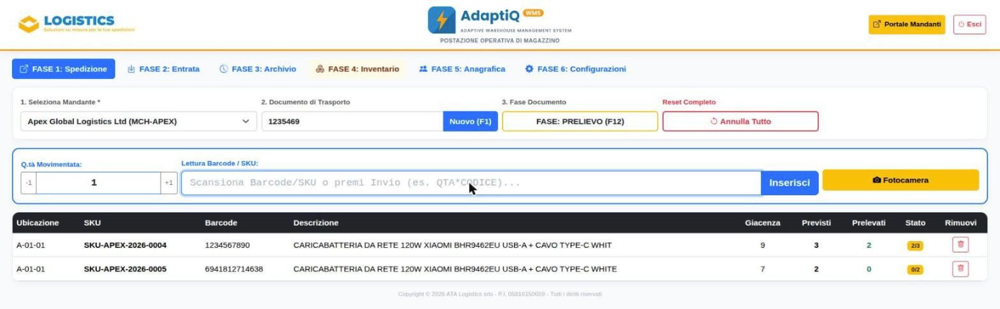 LOGISTICS
Soluzioni su misura per le tue spedizioni
AdaptiQ WMS
ADAPTIVE WAREHOUSE MANAGEMENT SYSTEM
POSTAZIONE OPERATIVA DI MAGAZZINO
Portale Mandanti Esci
FASE 1: Spedizione FASE 2: Entrata FASE 3: Archivio FASE 4: Inventario FASE 5: Anagrafica FASE 6: Configurazioni
1. Seleziona Mandante * 2. Documento di Trasporto 3. Fase Documento Reset Completo
Apex Global Logistics Ltd (MCH-APEX) 1235469 Nuovo (F1) FASE: PRELIEVO (F12) Annulla Tutto
Q.tà Movimentata: Lettura Barcode / SKU:
-1 1 +1 Scansiona Barcode/SKU o premi Invio (es. QTA*CODICE)... Inserisci Fotocamera
Ubicazione SKU Barcode Descrizione Giacenza Previsti Prelevati Stato Rimuovi
A-01-01 SKU-APEX-2026-0004 1234567890 CARICABATTERIA DA RETE 120W XIAOMI BHR9462EU USB-A + CAVO TYPE-C WHIT 9 3 2 2/3
A-01-01 SKU-APEX-2026-0005 6941812714638 CARICABATTERIA DA RETE 120W XIAOMI BHR9462EU USB-A + CAVO TYPE-C WHITE 7 2 0 0/2
Copyright © 2026 ATA Logistics srls - P.I. 05816150659 - Tutti i diritti riservati